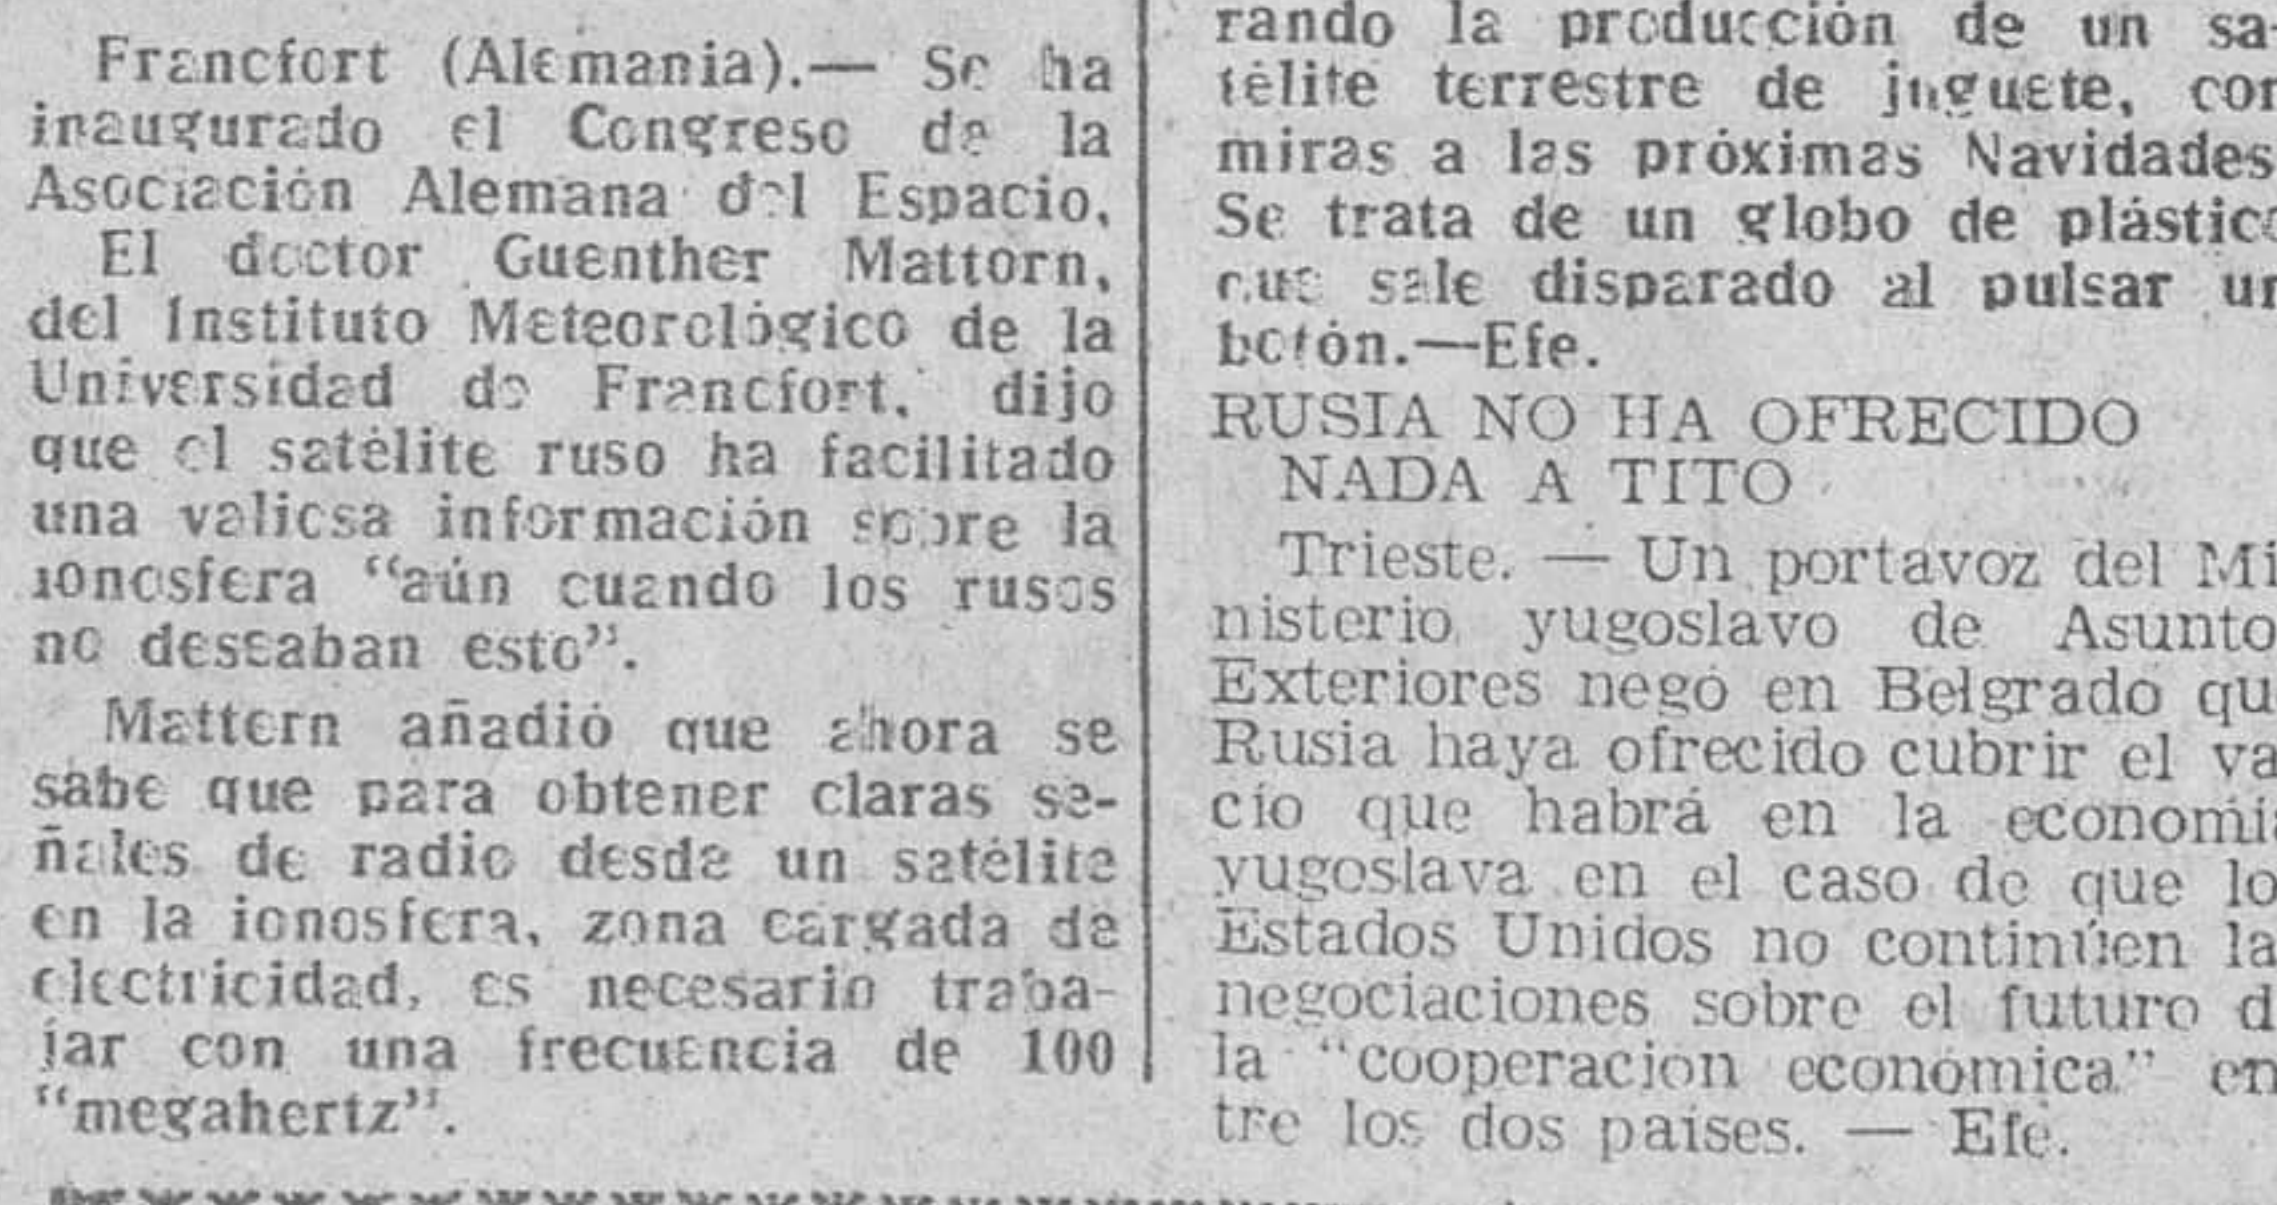 Francfort (Alemania).— Se ha
inaugurado el Congreso de la
Asociación Alemana del Espacio.
El doctor Guenther Mattorn,
del Instituto Meteorológico de la
Universidad de Francfort, dijo
que el satélite ruso ha facilitado
una valiosa información sobre la
ionosfera “aún cuando los rusos
no deseaban esto”.
Mattern añadió que ahora se
sabe que para obtener claras se-
ñales de radio desde un satélite
en la ionosfera, zona cargada de
electricidad, es necesario traba-
jar con una frecuencia de 100
“megahertz”.
rando la producción de un sa-
télite terrestre de juguete, con
miras a las próximas Navidades
Se trata de un globo de plástico
que sale disparado al pulsar un
botón.—Efe.
RUSIA NO HA OFRECIDO
NADA A TITO
Trieste. — Un portavoz del Mi
nisterio yugoslavo de Asunto
Exteriores negó en Belgrado qu
Rusia haya ofrecido cubrir el va
cío que habrá en la economí
yugoslava en el caso de que lo
Estados Unidos no continúen la
negociaciones sobre el futuro d
la “cooperacion económica” en
tre los dos países. — Efe.